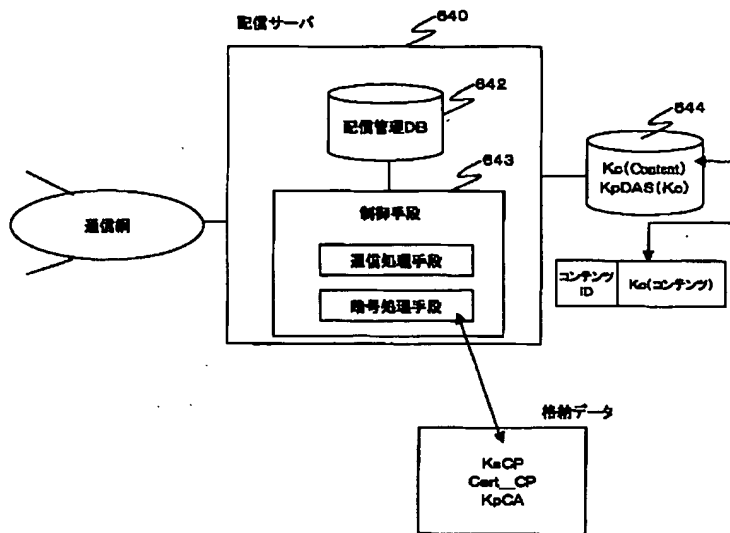 配信サーバ
640
642
配信管理DB
644
Kc(Content)
KpDAS(Kc)
643
制御手段
通信網
通信処理手段
コンテンツ
ID
Kc(コンテンツ)
暗号処理手段
格納データ
KsCP
Cert__CP
KpCA